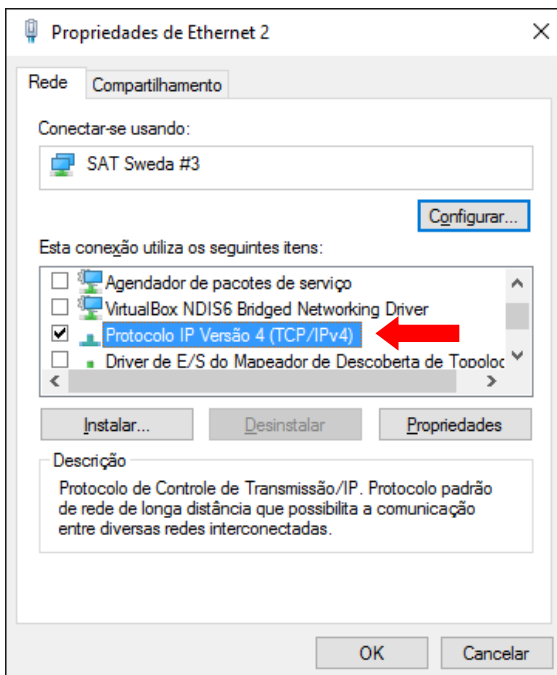 Propriedades de Ethernet 2
Rede Compartilhamento
Conectar-se usando:
SAT Sweda #3
Configurar...
Esta conexão utiliza os seguintes itens:
Agendador de pacotes de serviço
VirtualBox NDIS6 Bridged Networking Driver
Protocolo IP Versão 4 (TCP/IPv4)
Driver de E/S do Mapeador de Descoberta de Topoloc
Instalar... Desinstalar Propriedades
Descrição
Protocolo de Controle de Transmissão/IP. Protocolo padrão
de rede de longa distância que possibilita a comunicação
entre diversas redes interconectadas.
OK Cancelar